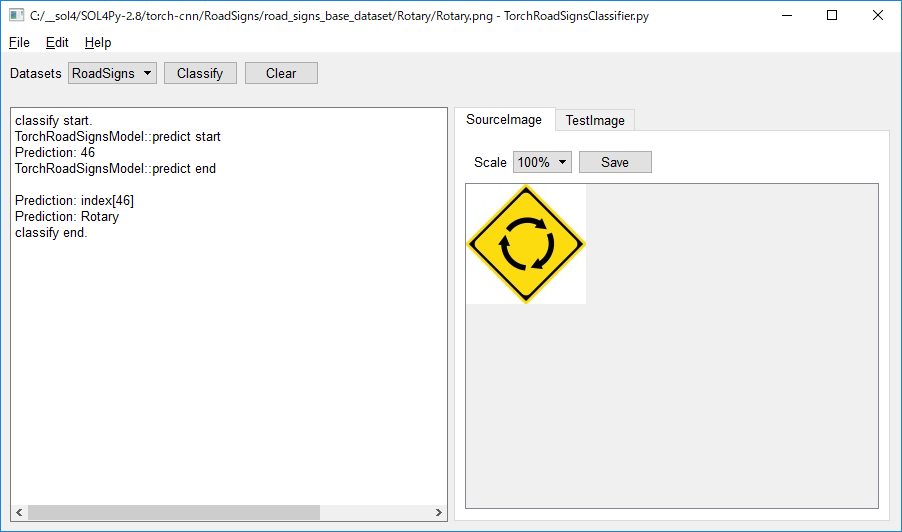 C:/__sol4/SOL4Py-2.8/torch-cnn/RoadSigns/road_signs_base_dataset/Rotary/Rotary.png - TorchRoadSignsClassifier.py
File Edit Help
Datasets RoadSigns Classify Clear
classify start.
TorchRoadSignsModel::predict start
Prediction: 46
TorchRoadSignsModel::predict end
Prediction: index[46]
Prediction: Rotary
classify end.
SourceImage TestImage
Scale 100% Save